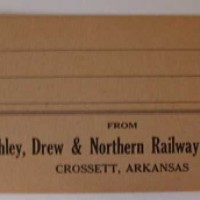 FROM
hley, Drew & Northern Railway
CROSSETT, ARKANSAS